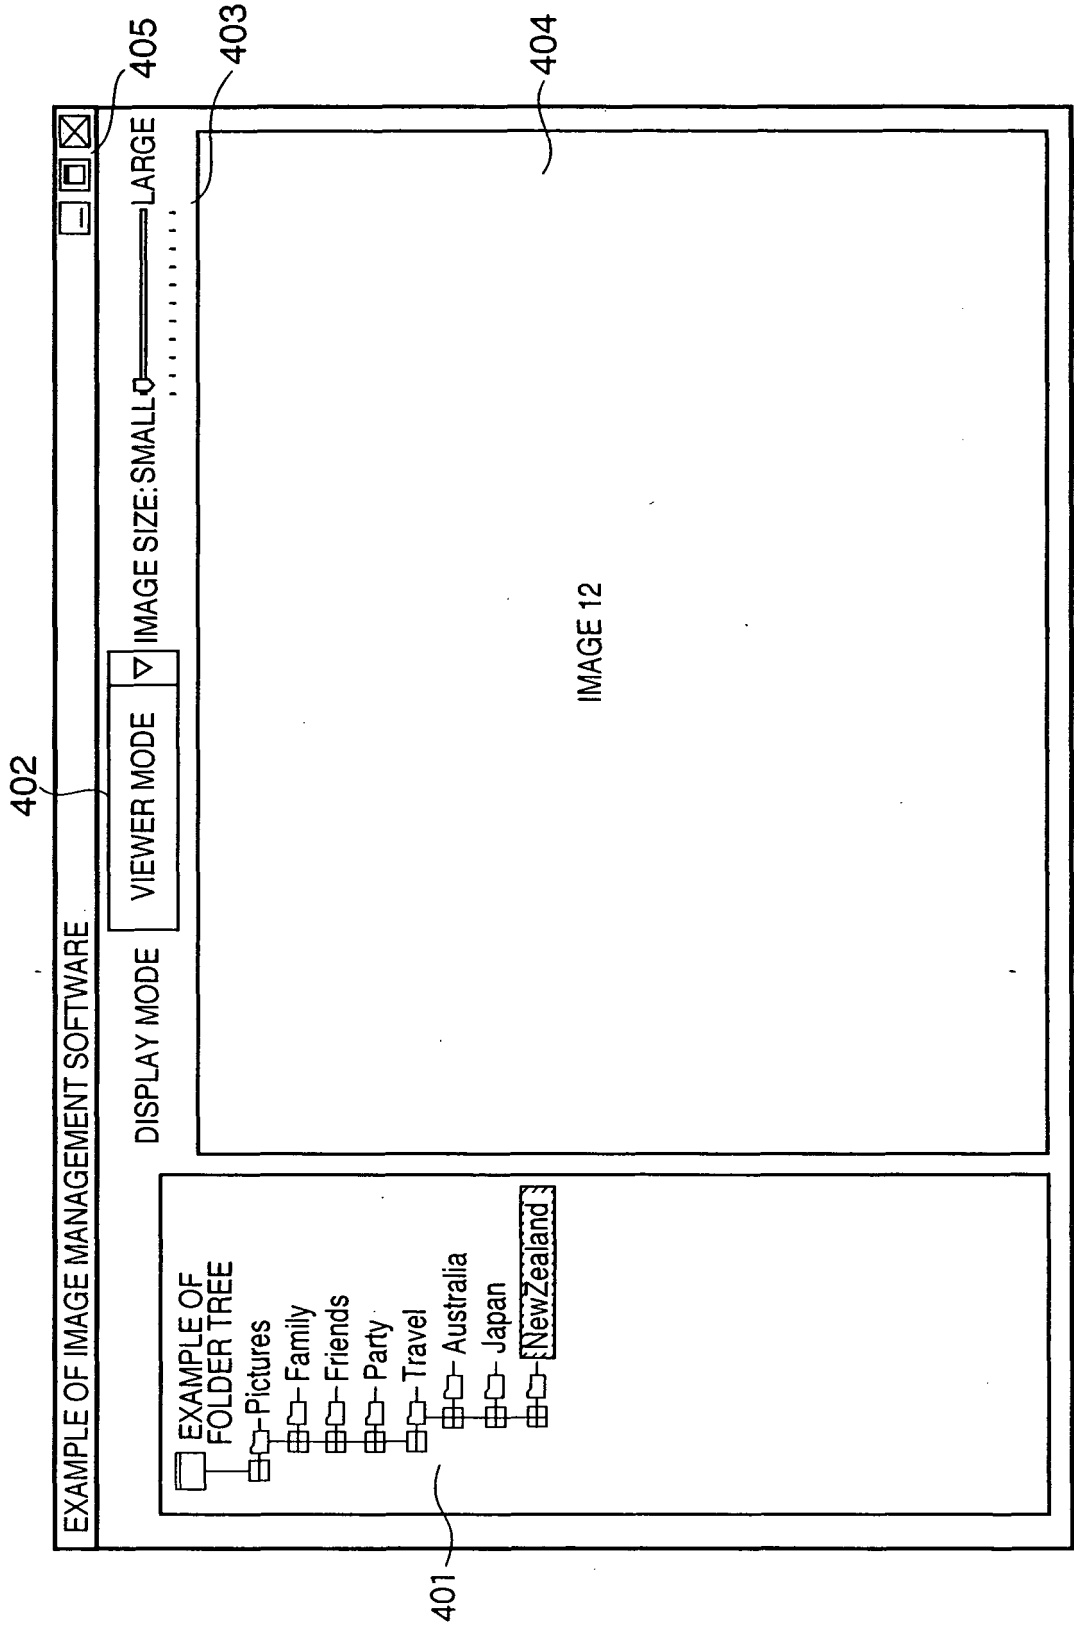 EXAMPLE OF IMAGE MANAGEMENT SOFTWARE
402
405
DISPLAY MODE
VIEWER MODE
IMAGE SIZE:SMALL
LARGE
403
EXAMPLE OF
FOLDER TREE
Pictures
Family
Friends
Party
Travel
Australia
Japan
NewZealand
401
IMAGE 12
404